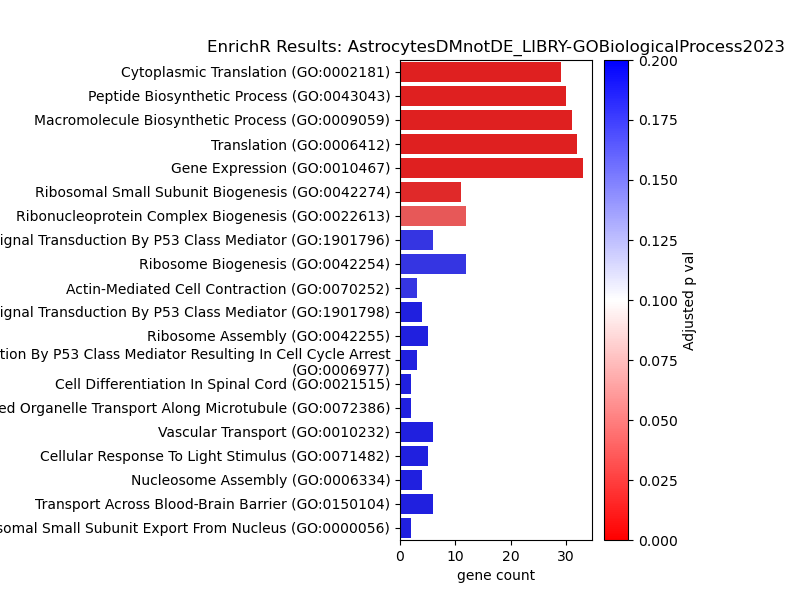 EnrichR Results: AstrocytesDMnotDE_LIBRY-GOBiologicalProcess2023
Cytoplasmic Translation (GO:0002181)
Peptide Biosynthetic Process (GO:0043043)
Macromolecule Biosynthetic Process (GO:0009059)
Translation (GO:0006412)
Gene Expression (GO:0010467)
Ribosomal Small Subunit Biogenesis (GO:0042274)
Ribonucleoprotein Complex Biogenesis (GO:0022613)
ignal Transduction By P53 Class Mediator (GO:1901796)
Ribosome Biogenesis (GO:0042254)
Actin-Mediated Cell Contraction (GO:0070252)
ignal Transduction By P53 Class Mediator (GO:1901798)
Ribosome Assembly (GO:0042255)
tion By P53 Class Mediator Resulting In Cell Cycle Arrest
(GO:0006977)
Cell Differentiation In Spinal Cord (GO:0021515)
ed Organelle Transport Along Microtubule (GO:0072386)
Vascular Transport (GO:0010232)
Cellular Response To Light Stimulus (GO:0071482)
Nucleosome Assembly (GO:0006334)
Transport Across Blood-Brain Barrier (GO:0150104)
somal Small Subunit Export From Nucleus (GO:0000056)
0 10 20 30
gene count
0.200
0.175
0.150
0.125
0.100
0.075
0.050
0.025
0.000
Adjusted p val